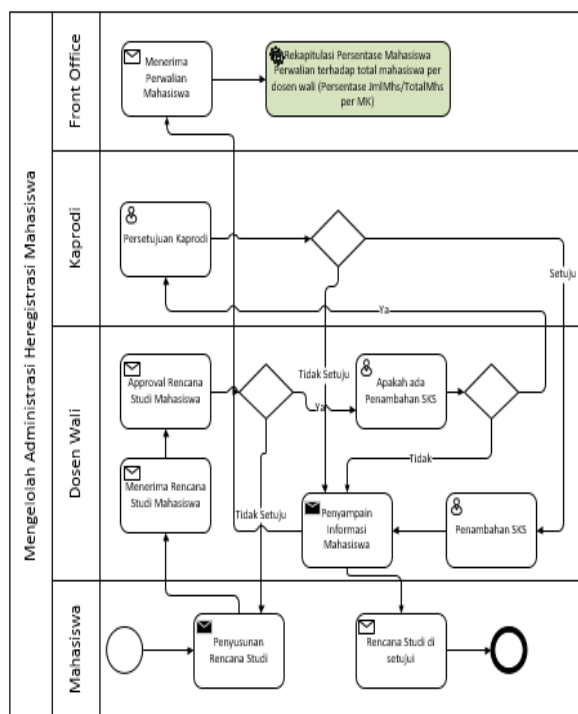 Mengelolah Administrasi Heregistrasi Mahasiswa
Front Office
Menerima
Perwalian
Mahasiswa
Rekapitulasi Persentase Mahasiswa
Perwalian terhadap total mahasiswa per
dosen wali (Persentase JmlMhs/TotalMhs
per MK)
Kaprodi
Persetujuan Kaprodi
Setuju
Ya
Tidak Setuju
Dosen Wali
Approval Rencana
Studi Mahasiswa
Ya
Apakah ada
Penambahan SKS
Tidak
Menerima Rencana
Studi Mahasiswa
Tidak Setuju
Penyampain
Informasi
Mahasiswa
Penambahan SKS
Mahasiswa
Penyusunan
Rencana Studi
Rencana Studi di
setujui